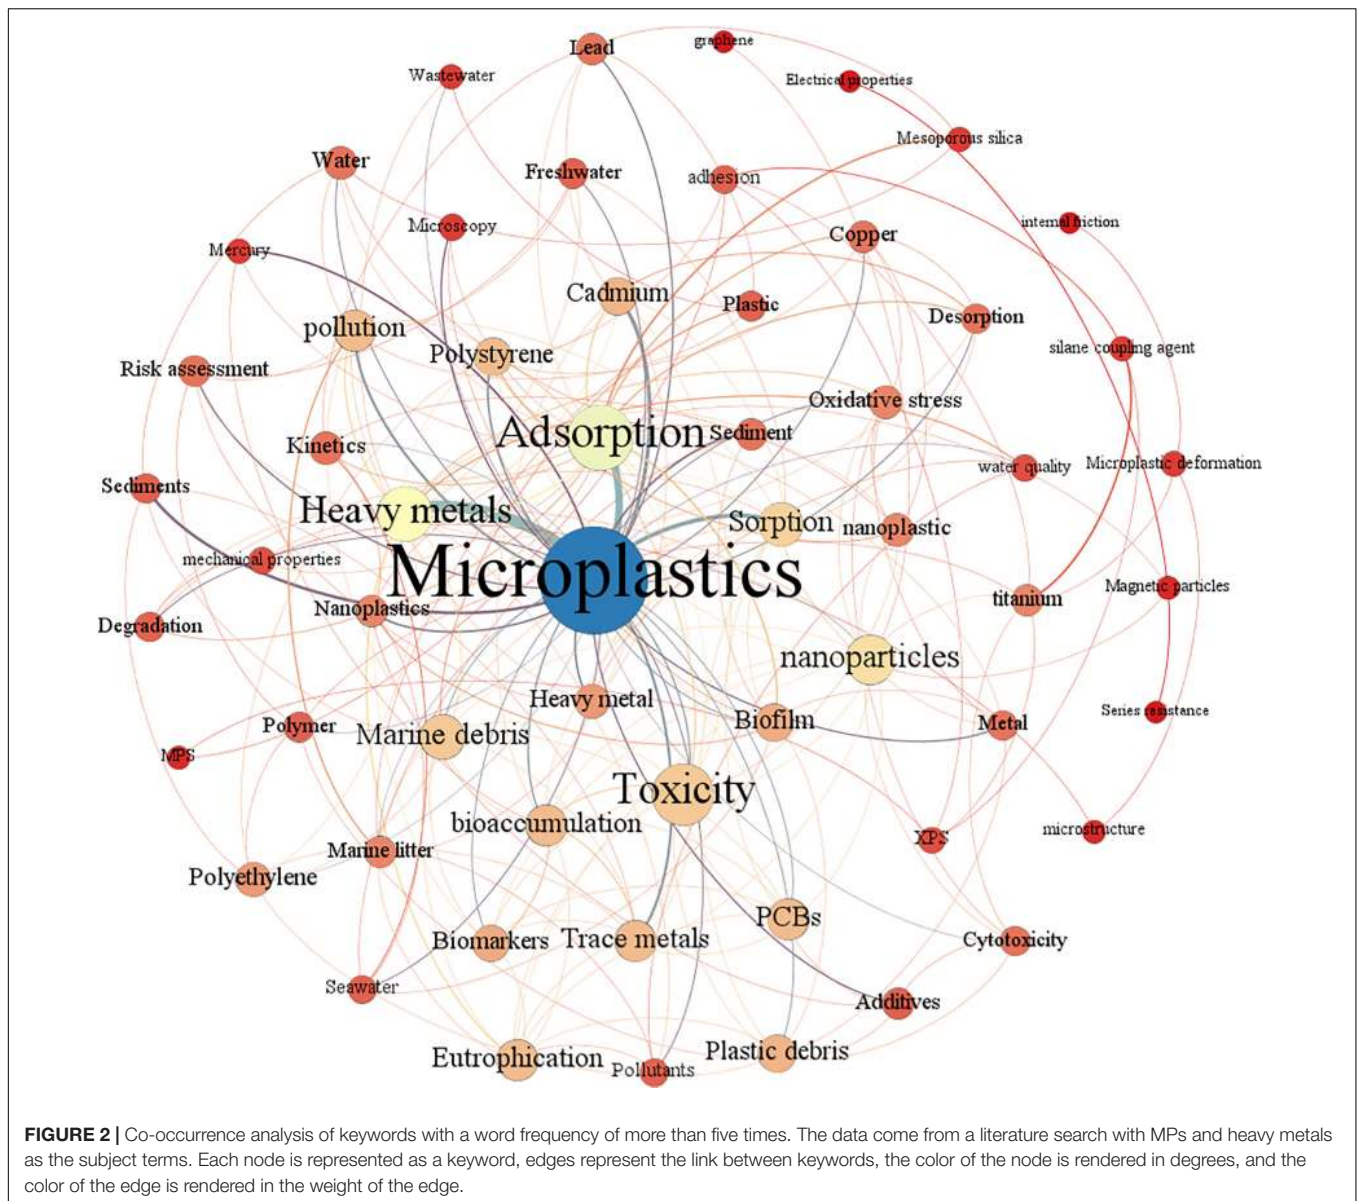 Lead
graphene
Wastewater
Electrical properties
Mesoporous silica
Water
Freshwater
adhesion
Microscopy
internal friction
Mercury
Copper
Cadmium
Plastic
Desorption
pollution
Polystyrene
silane coupling agent
Risk assessment
Oxidative stress
Adsorption
Sediment
Kinetics
water quality
Microplastic deformation
Sediments
Heavy metals
Sorption
nanoplastic
mechanical properties
Microplastics
Magnetic particles
titanium
Nanoplastics
Degradation
nanoparticles
Heavy metal
Series resistance
Biofilm
Metal
Polymer
Marine debris
MPS
Toxicity
bioaccumulation
microstructure
XPS
Marine litter
Polyethylene
PCBs
Biomarkers
Trace metals
Cytotoxicity
Seawater
Additives
Eutrophication
Plastic debris
Pollutants
FIGURE 2 | Co-occurrence analysis of keywords with a word frequency of more than five times. The data come from a literature search with MPs and heavy metals
as the subject terms. Each node is represented as a keyword, edges represent the link between keywords, the color of the node is rendered in degrees, and the
color of the edge is rendered in the weight of the edge.